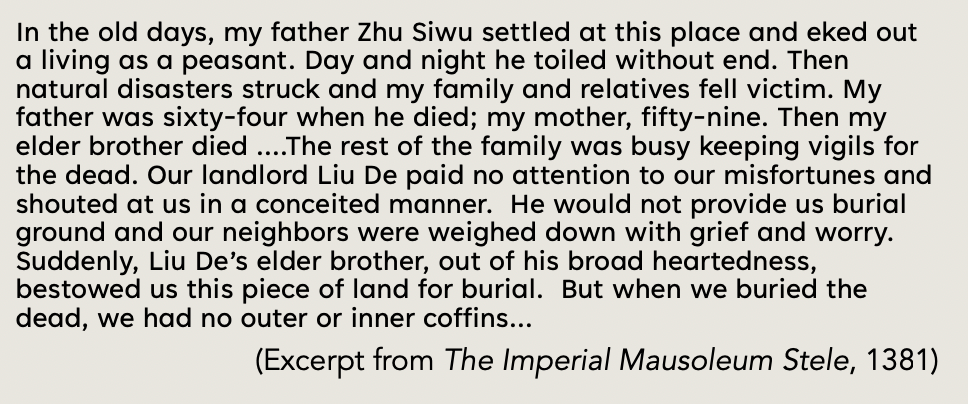 In the old days, my father Zhu Siwu settled at this place and eked out
a living as a peasant. Day and night he toiled without end. Then
natural disasters struck and my family and relatives fell victim. My
father was sixty-four when he died; my mother, fifty-nine. Then my
elder brother died ....The rest of the family was busy keeping vigils for
the dead. Our landlord Liu De paid no attention to our misfortunes and
shouted at us in a conceited manner.  He would not provide us burial
ground and our neighbors were weighed down with grief and worry.
Suddenly, Liu De’s elder brother, out of his broad heartedness,
bestowed us this piece of land for burial.  But when we buried the
dead, we had no outer or inner coffins...
(Excerpt from The Imperial Mausoleum Stele, 1381)